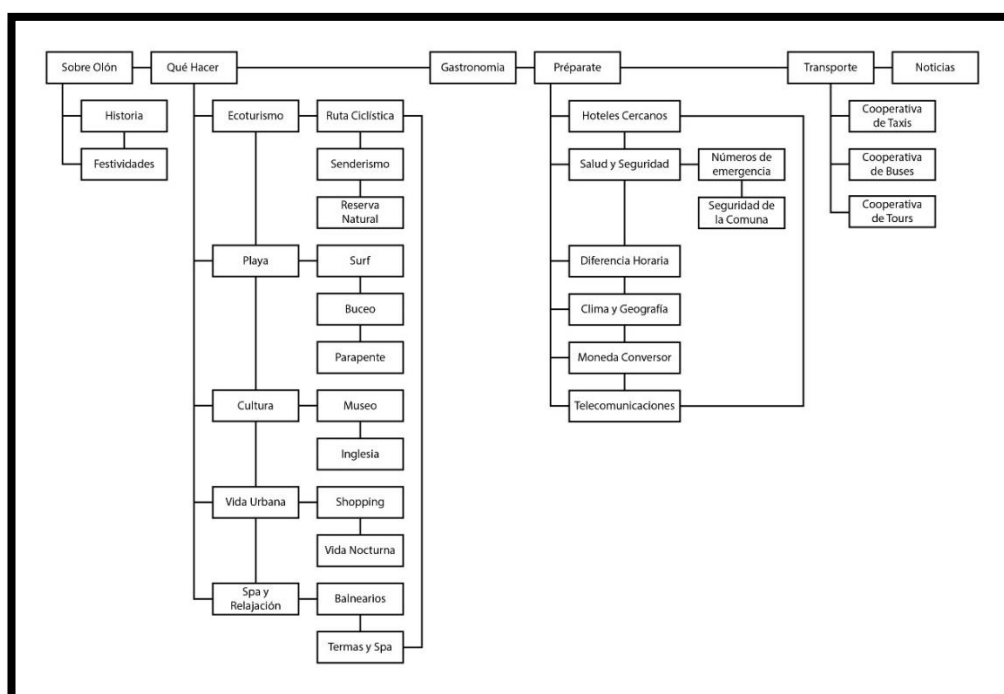 Sobre Olón
Qué Hacer
Gastronomia
Préparate
Transporte
Noticias
Historia
Festividades
Ecoturismo
Ruta Ciclística
Senderismo
Reserva
Natural
Playa
Surf
Buceo
Parapente
Cultura
Museo
Inglesia
Vida Urbana
Shopping
Vida Nocturna
Spa y
Relajación
Balnearios
Termas y Spa
Hoteles Cercanos
Salud y Seguridad
Números de
emergencia
Seguridad de
la Comuna
Diferencia Horaria
Clima y Geografía
Moneda Conversor
Telecomunicaciones
Cooperativa
de Taxis
Cooperativa
de Buses
Cooperativa
de Tours